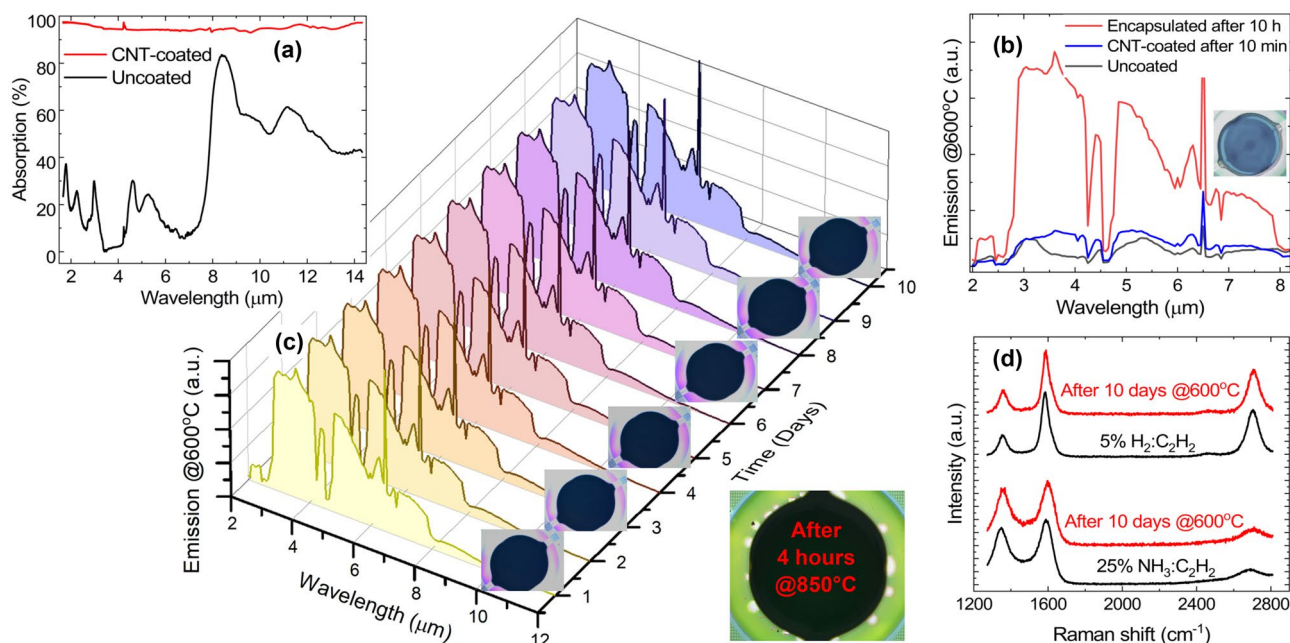 (a)
CNT-coated
Uncoated
Absorption (%)
100
80
60
40
20
0
2
4
6
8
10
12
14
Wavelength (μm)
(b)
Encapsulated after 10 h
CNT-coated after 10 min
Uncoated
Emission @600°C (a.u.)
2
3
4
5
6
7
8
Wavelength (μm)
(c)
Emission @600°C (a.u.)
2
4
6
8
10
12
Wavelength (μm)
1
2
3
4
5
6
7
8
9
10
Time (Days)
After
4 hours
@850°C
(d)
After 10 days @600°C
5% H₂:C₂H₂
After 10 days @600°C
25% NH₃:C₂H₂
Intensity (a.u.)
1200
1600
2000
2400
2800
Raman shift (cm⁻¹)